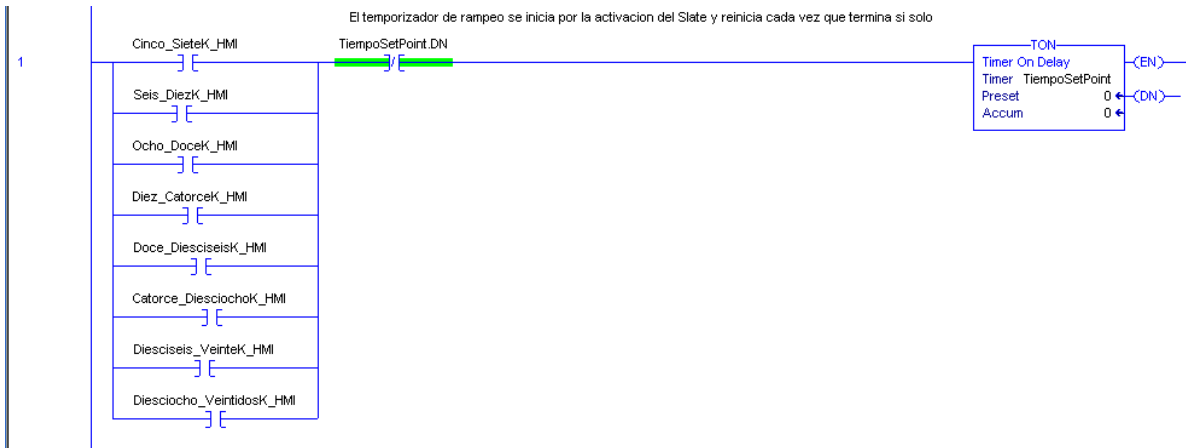 El temporizador de rampeo se inicia por la activacion del Slate y reinicia cada vez que termina si solo
1
Cinco_SieteK_HMI
TiempoSetPoint.DN
Seis_DiezK_HMI
Ocho_DoceK_HMI
Diez_CatorceK_HMI
Doce_DiesciseisK_HMI
Catorce_DiesciochoK_HMI
Diesciseis_VeinteK_HMI
Diesciocho_VeintidosK_HMI
TON
Timer On Delay
Timer TiempoSetPoint
Preset 0
Accum 0
EN
DN